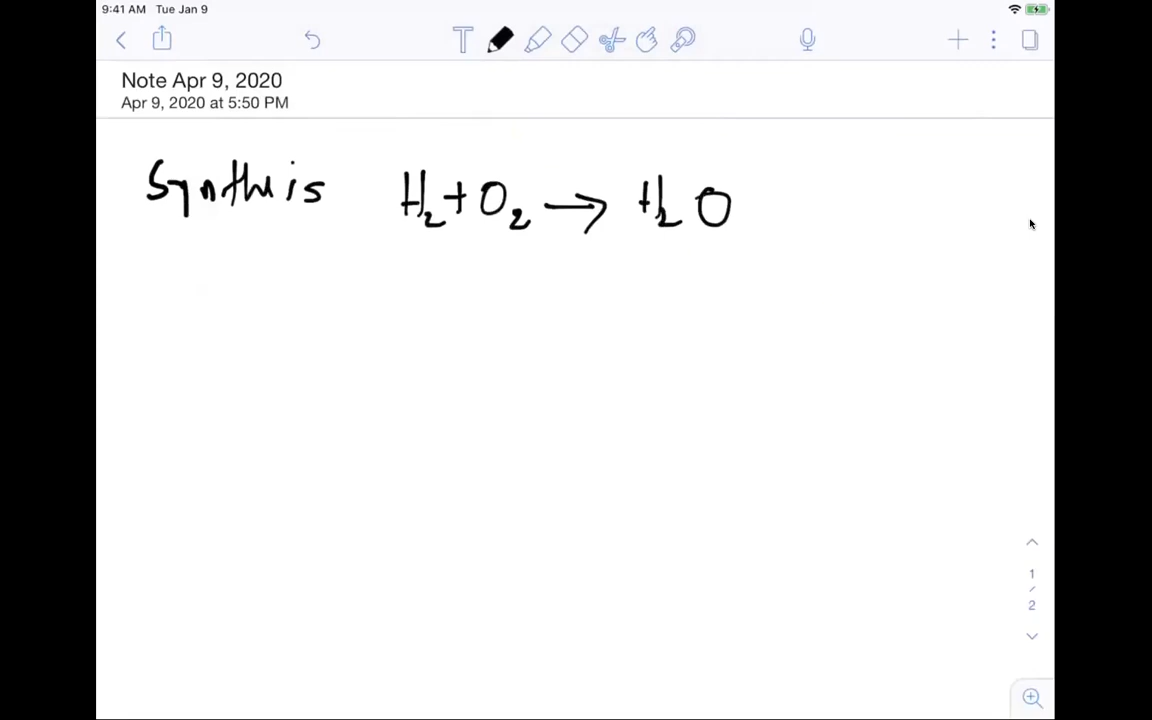 9:41 AM Tue Jan 9
Note Apr 9, 2020
Apr 9, 2020 at 5:50 PM
Synthuis H₂ + O₂ → H₂O
1
/
2